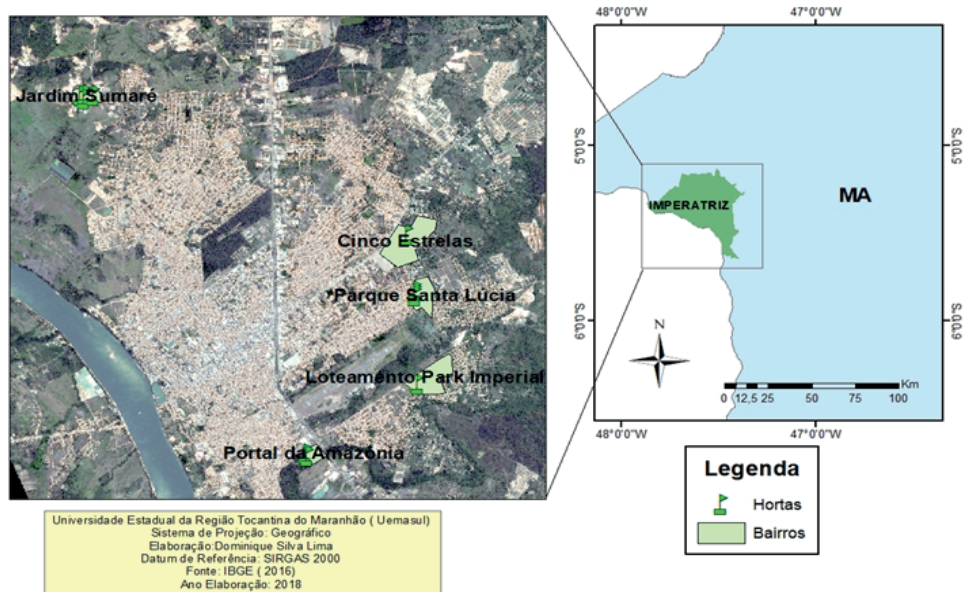 Jardim Sumaré
Cinco Estrelas
*Parque Santa Lúcia
Loteamento Park Imperial
Portal da Amazônia
48°0'0"O
47°0'0"O
5°0'0"S
5°0'0"S
IMPERATRIZ
MA
6°0'0"S
6°0'0"S
N
Km
0 12,5 25 50 75 100
48°0'0"O
47°0'0"O
Legenda
Hortas
Bairros
Universidade Estadual da Região Tocantina do Maranhão ( Uemasul)
Sistema de Projeção: Geográfico
Elaboração:Dominique Silva Lima
Datum de Referência: SIRGAS 2000
Fonte: IBGE ( 2016)
Ano Elaboração: 2018